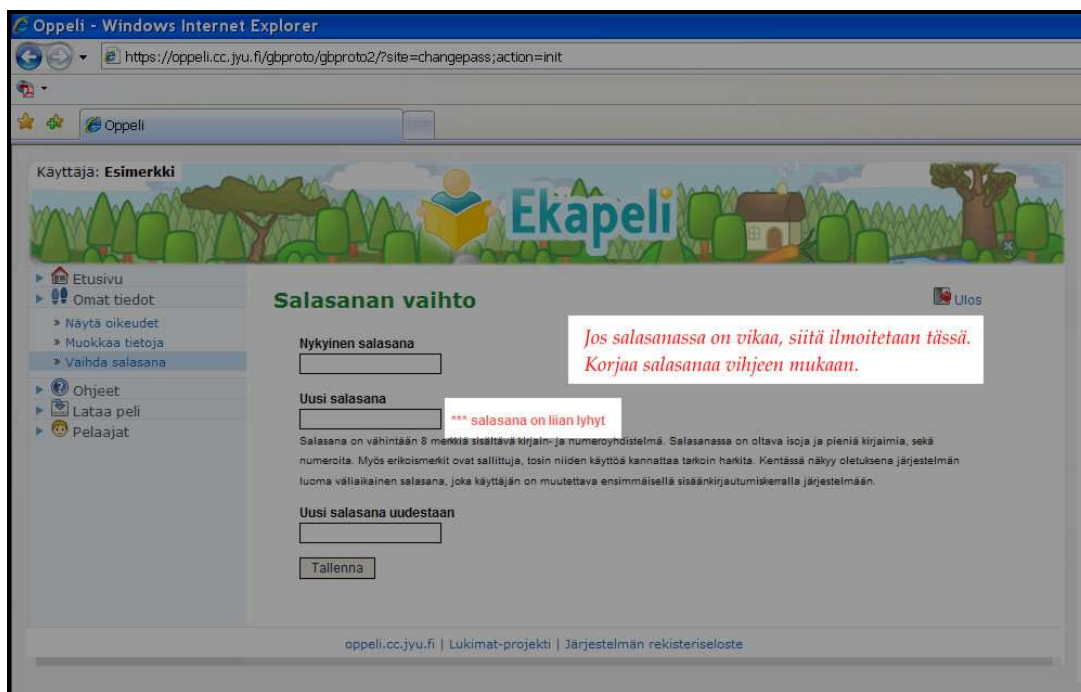 Oppeli - Windows Internet Explorer
https://oppeli.cc.jyu.fi/gbproto/gbproto2/?site=changepass;action=init
Oppeli
Käyttäjä: Esimerkki
Ekapeli
Etusivu
Omat tiedot
Näytä oikeudet
Muokkaa tietoja
Vaihda salasana
Ohjeet
Lataa peli
Pelaajat
Salasanan vaihto
Ulos
Jos salasanassa on vikaa, siitä ilmoitetaan tässä.
Korjaa salasanaa vihjeen mukaan.
Nykyinen salasana
Uusi salasana
*** salasana on liian lyhyt
Salasana on vähintään 8 merkkiä sisältävä kirjain- ja numeroyhdistelmä. Salasanassa on oltava isoja ja pieniä kirjaimia, sekä
numeroita. Myös erikoismerkit ovat sallittuja, tosin niiden käyttöä kannattaa tarkoin harkita. Kentässä näkyy oletuksena järjestelmän
luoma väliaikainen salasana, joka käyttäjän on muutettava ensimmäisellä sisäänkirjautumiskerralla järjestelmään.
Uusi salasana uudestaan
Tallenna
oppeli.cc.jyu.fi | Lukimat-projekti | Järjestelmän rekisteriseloste